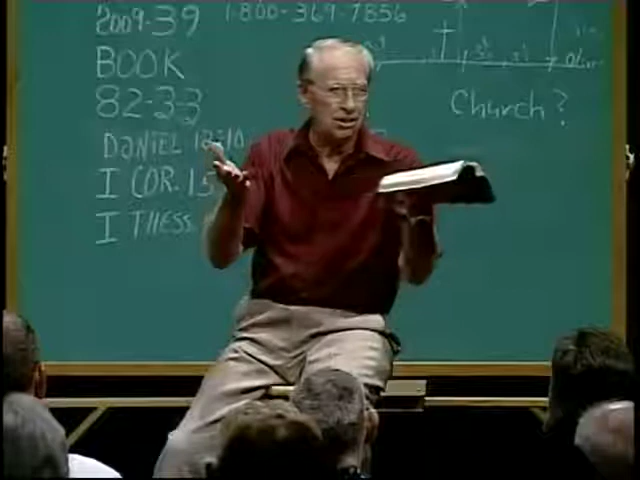 2009-39
1-800-369-7856
BOOK
82-33
DANIEL 12:10
I COR. 15
I THESS.
Church?